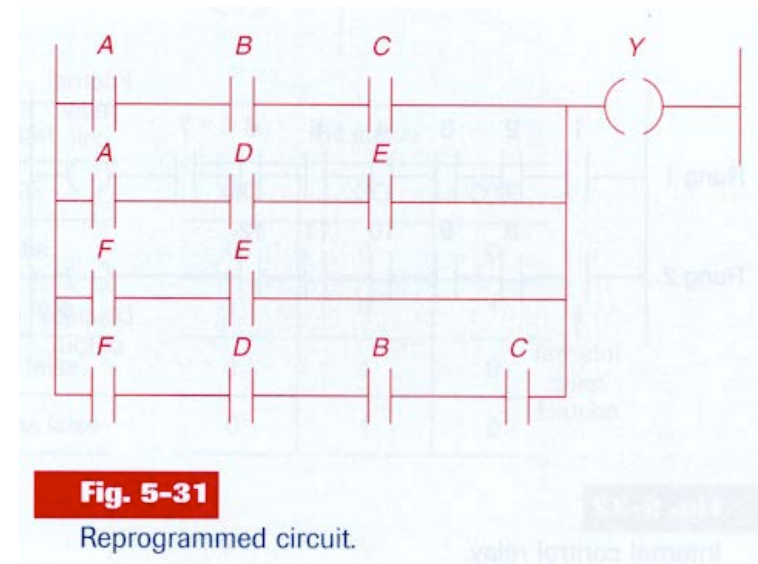 A B C Y
A D E
F E
F D B C
Fig. 5-31
Reprogrammed circuit.